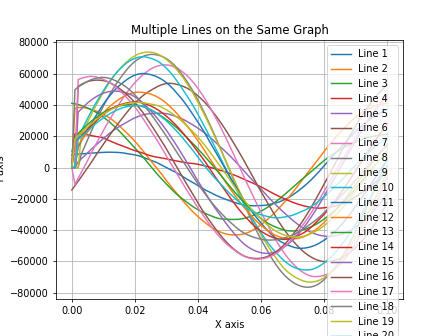 Multiple Lines on the Same Graph
80000
60000
40000
20000
0
−20000
−40000
−60000
−80000
0.00
0.02
0.04
0.06
X axis
Line 1
Line 2
Line 3
Line 4
Line 5
Line 6
Line 7
Line 8
Line 9
Line 10
Line 11
Line 12
Line 13
Line 14
Line 15
Line 16
Line 17
Line 18
Line 19